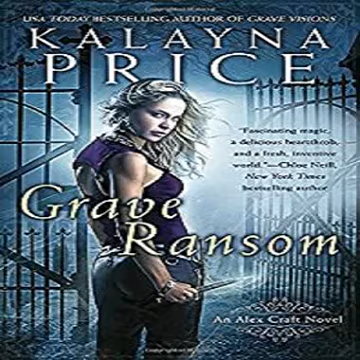 USA TODAY BESTSELLING AUTHOR OF GRAVE VISIONS
KALAYNA
PRICE
"Fascinating magic,
a delicious heartthrob,
and a fresh, inventive
world."—Chloe Neill,
New York Times
bestselling author
Grave
Ransom
An Alex Craft Novel